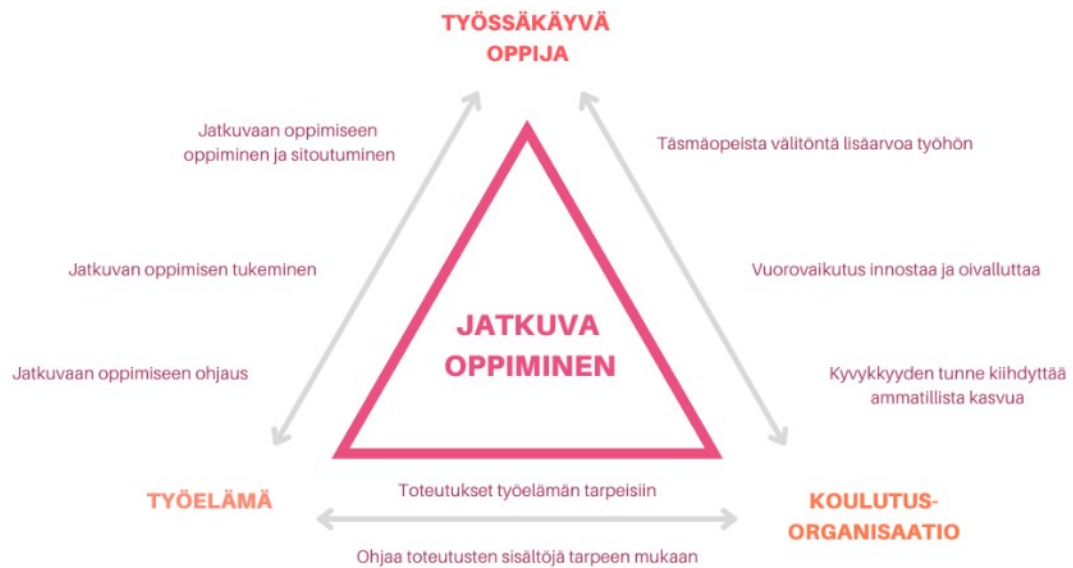 TYÖSSÄKÄYVÄ
OPPIJA
Jatkuvaan oppimiseen
oppiminen ja sitoutuminen
Täsmäopeista välitöntä lisäarvoa työhön
Jatkuvan oppimisen tukeminen
Vuorovaikutus innostaa ja oivalluttaa
JATKUVA
OPPIMINEN
Jatkuvaan oppimiseen ohjaus
Kyvykkyyden tunne kiihdyttää
ammatillista kasvua
TYÖELÄMÄ
Toteutukset työelämän tarpeisiin
KOULUTUS-
ORGANISAATIO
Ohjaa toteutusten sisältöjä tarpeen mukaan